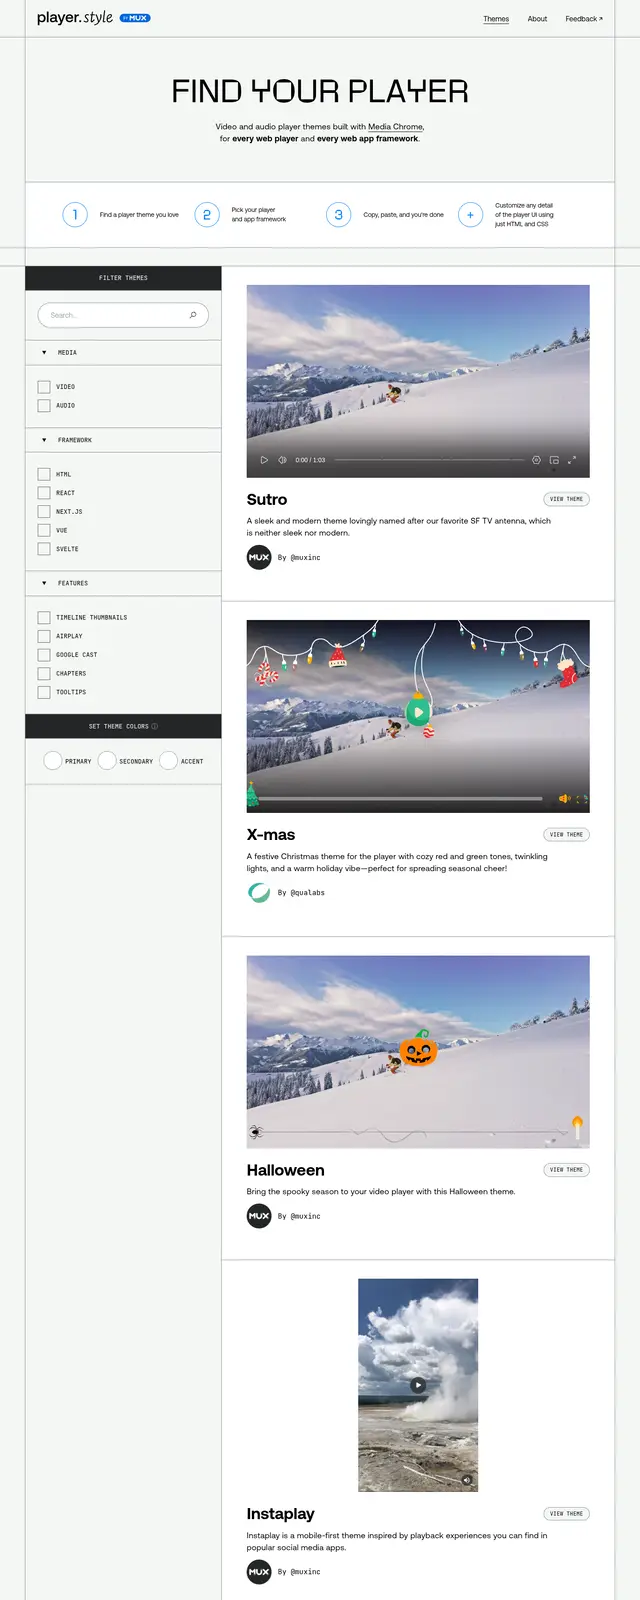 player.style BY MUX
Themes About Feedback ↗
FIND YOUR PLAYER
Video and audio player themes built with Media Chrome,
for every web player and every web app framework.
1 Find a player theme you love
2 Pick your player
and app framework
3 Copy, paste, and you're done
+ Customize any detail
of the player UI using
just HTML and CSS
FILTER THEMES
Search...
▼ MEDIA
VIDEO
AUDIO
▼ FRAMEWORK
HTML
REACT
NEXT.JS
VUE
SVELTE
▼ FEATURES
TIMELINE THUMBNAILS
AIRPLAY
GOOGLE CAST
CHAPTERS
TOOLTIPS
SET THEME COLORS ⓘ
PRIMARY SECONDARY ACCENT
0:00 / 1:03
Sutro
VIEW THEME
A sleek and modern theme lovingly named after our favorite SF TV antenna, which
is neither sleek nor modern.
MUX By @muxinc
X-mas
VIEW THEME
A festive Christmas theme for the player with cozy red and green tones, twinkling
lights, and a warm holiday vibe—perfect for spreading seasonal cheer!
By @qualabs
Halloween
VIEW THEME
Bring the spooky season to your video player with this Halloween theme.
MUX By @muxinc
Instaplay
VIEW THEME
Instaplay is a mobile-first theme inspired by playback experiences you can find in
popular social media apps.
MUX By @muxinc